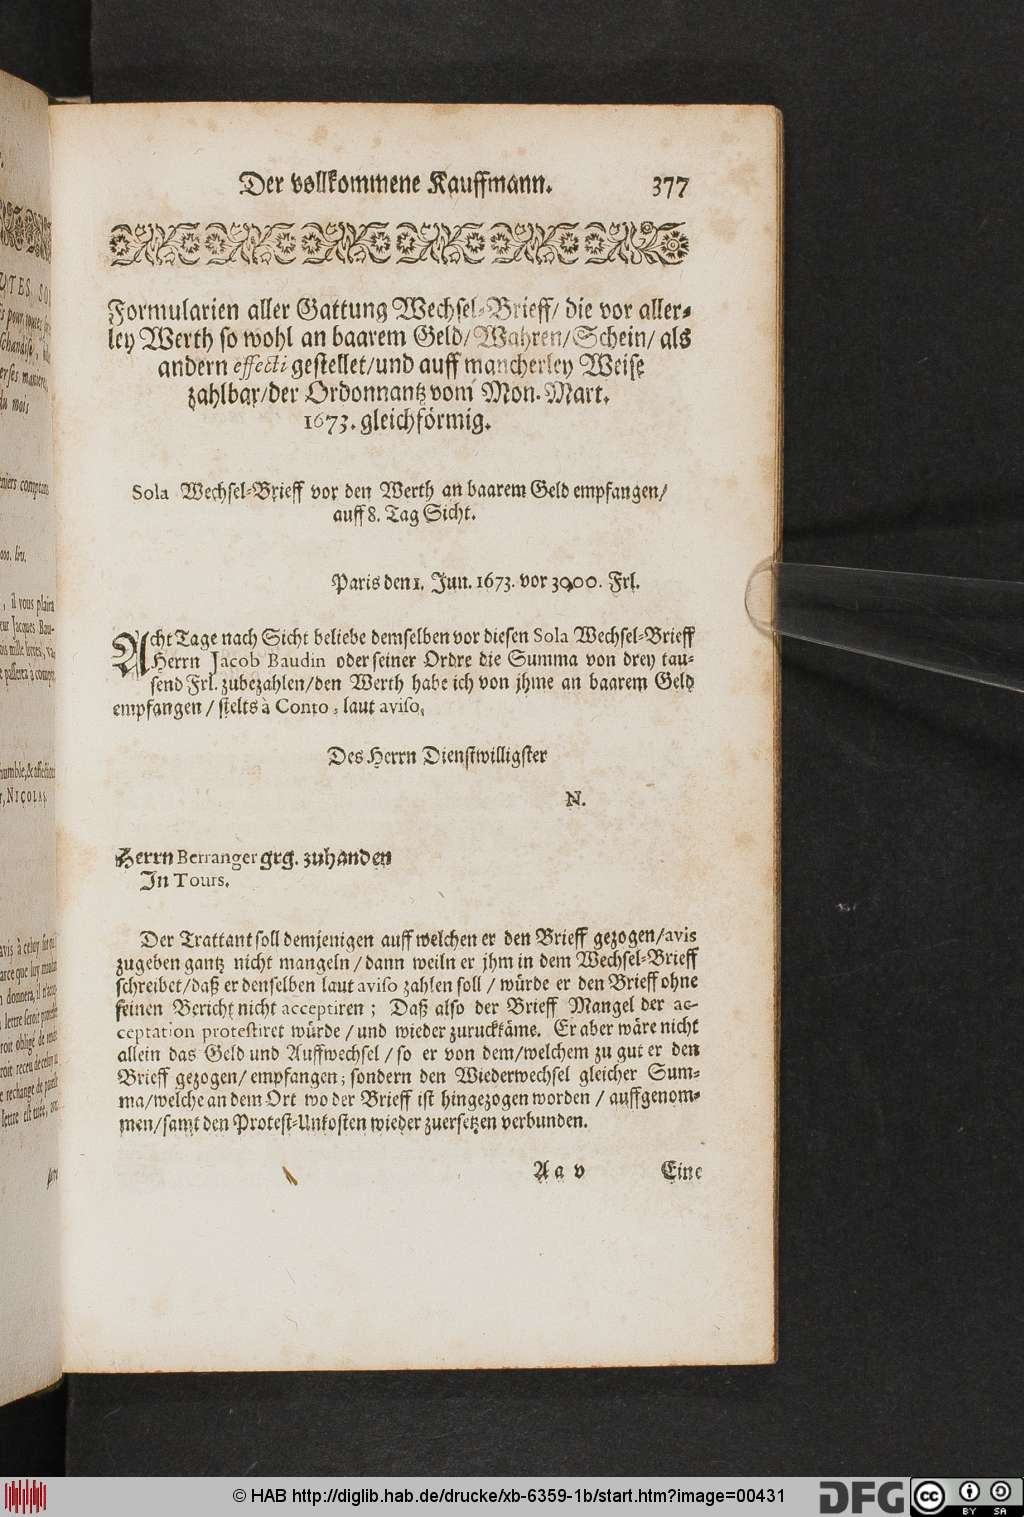 Der vollkommene Kauffmann. 377
Formularien aller Gattung Wechsel-Brieff/ die vor aller-
ley Werth so wohl an baarem Geld/ Wahren/ Schein/ als
andern effecti gestellet/ und auff mancherley Weise
zahlbar/ der Ordonnantz vom Mon. Mart.
1673. gleichförmig.
Sola Wechsel-Brieff vor den Werth an baarem Geld empfangen/
auff 8. Tag Sicht.
Paris den 1. Jun. 1673. vor 3000. Frl.
Acht Tage nach Sicht beliebe demselben vor diesen Sola Wechsel-Brieff
Herrn Jacob Baudin oder seiner Ordre die Summa von drey tau-
send Frl. zubezahlen/ den Werth habe ich von jhme an baarem Geld
empfangen / stelts à Conto, laut aviso.
Des Herrn Dienstwilligster
N.
Herrn Berranger grg. zuhanden
In Tours.
Der Trattant soll demjenigen auff welchen er den Brieff gezogen/ avis
zugeben gantz nicht mangeln / dann weiln er jhm in dem Wechsel-Brieff
schreibet/ daß er denselben laut aviso zahlen soll / würde er den Brieff ohne
keinen Bericht nicht acceptiren ; Daß also der Brieff Mangel der ac-
ceptation protestiret würde / und wieder zuruckkäme. Er aber wäre nicht
allein das Geld und Auffwechsel / so er von dem/ welchem zu gut er den
Brieff gezogen/ empfangen; sondern den Wiederwechsel gleicher Sum-
ma/ welche an dem Ort wo der Brieff ist hingezogen worden / auffgenom-
men/ samt den Protest-Unkosten wieder zuersetzen verbunden.
A a v Eine
© HAB http://diglib.hab.de/drucke/xb-6359-1b/start.htm?image=00431
DFG
cc BY SA